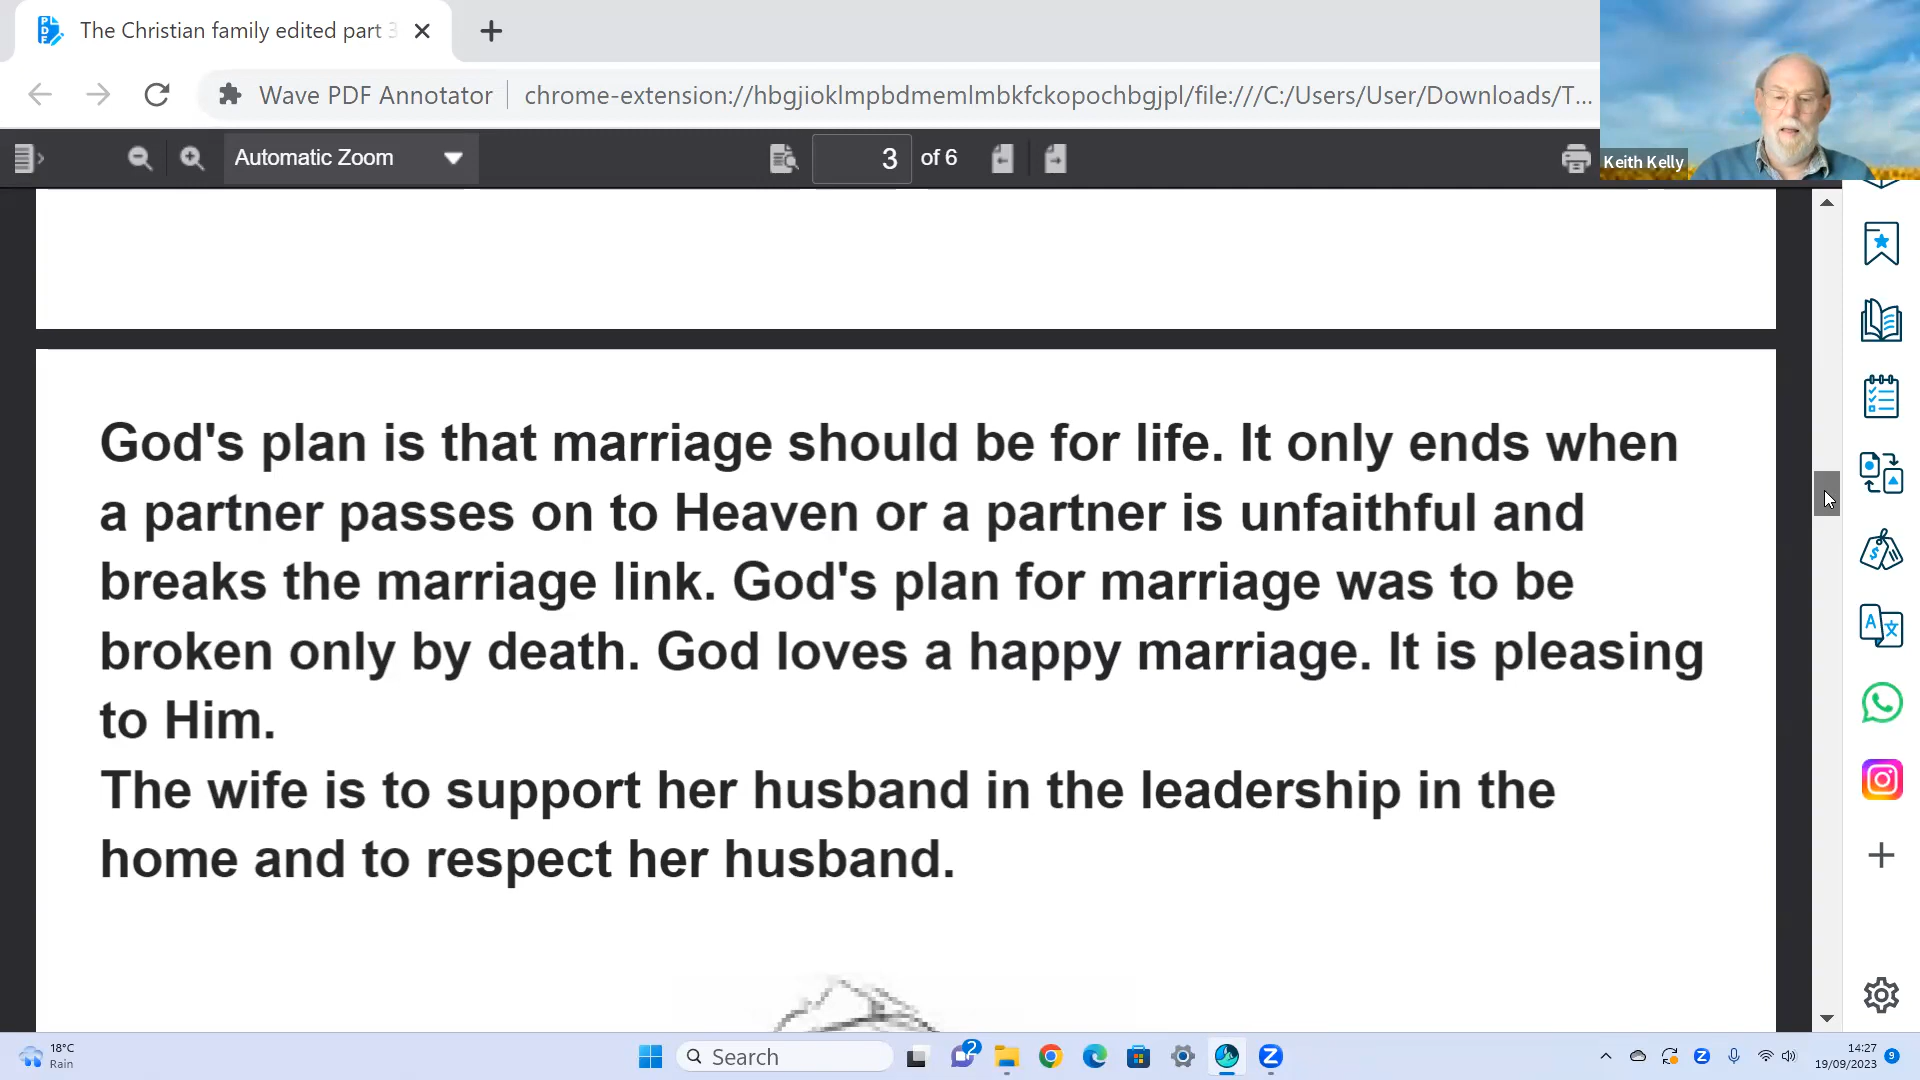 The Christian family edited part 3
Wave PDF Annotator
chrome-extension://hbgjioklmpbdmemlmbkfckopochbgjpl/file:///C:/Users/User/Downloads/T...
Automatic Zoom
3 of 6
Keith Kelly
God's plan is that marriage should be for life. It only ends when
a partner passes on to Heaven or a partner is unfaithful and
breaks the marriage link. God's plan for marriage was to be
broken only by death. God loves a happy marriage. It is pleasing
to Him.
The wife is to support her husband in the leadership in the
home and to respect her husband.
18°C
Rain
Search
2
14:27
19/09/2023
9